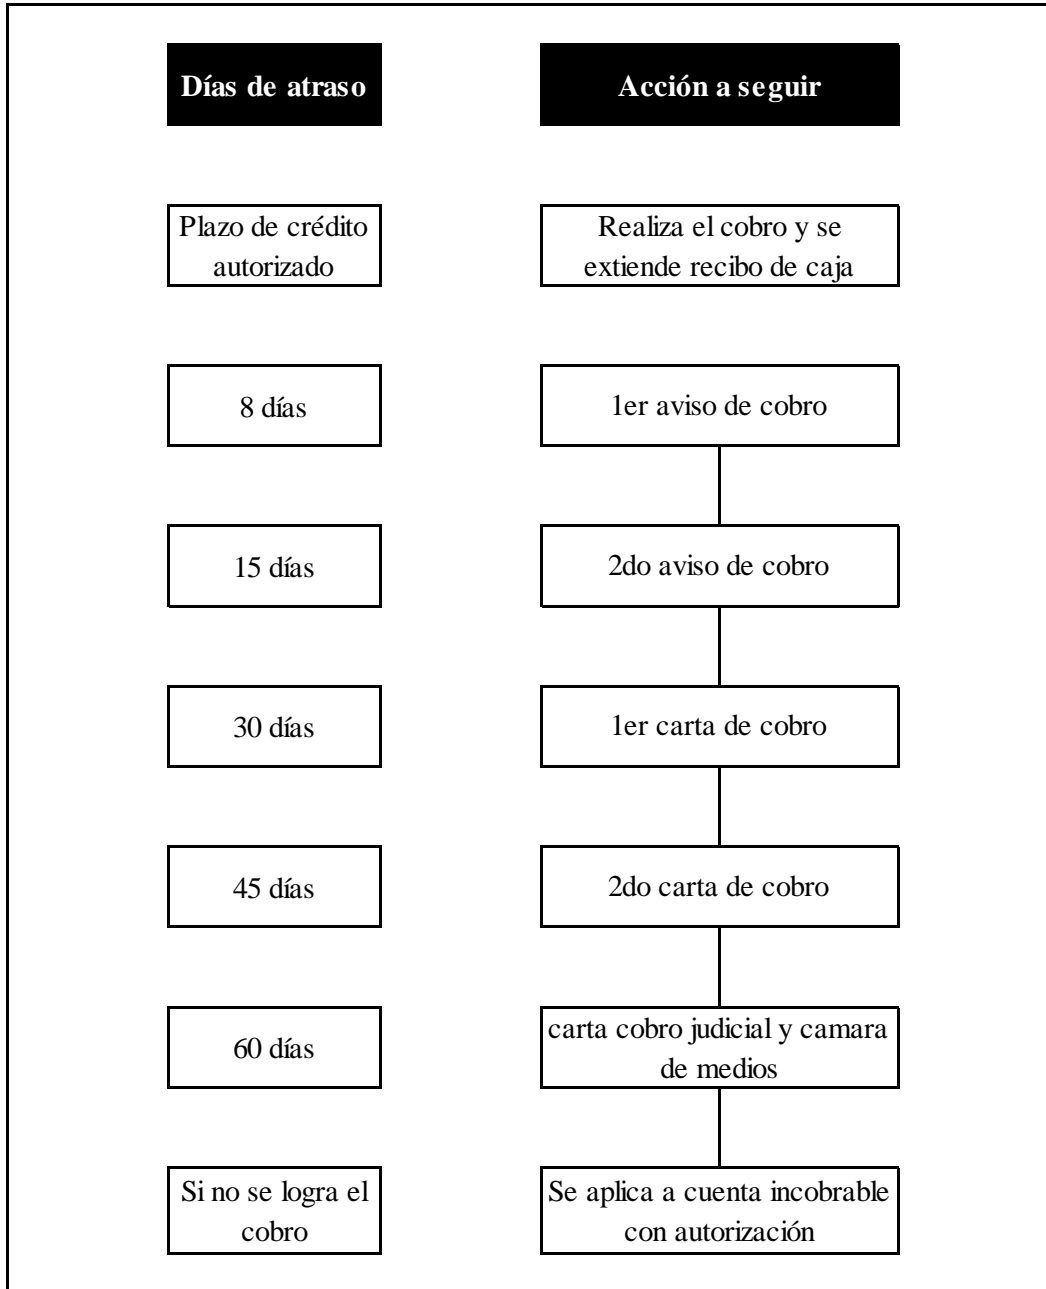 Días de atraso
Acción a seguir
Plazo de crédito
autorizado
Realiza el cobro y se
extiende recibo de caja
8 días
1er aviso de cobro
15 días
2do aviso de cobro
30 días
1er carta de cobro
45 días
2do carta de cobro
60 días
carta cobro judicial y camara
de medios
Si no se logra el
cobro
Se aplica a cuenta incobrable
con autorización